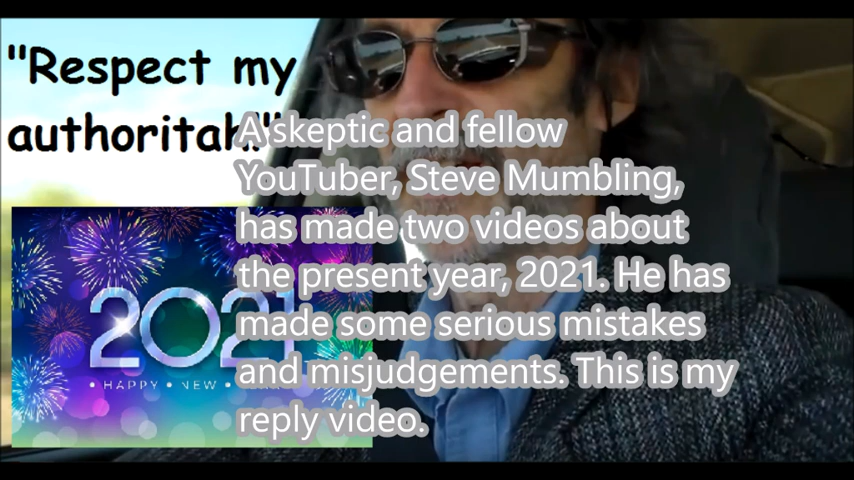 "Respect my
authoritah!"
A skeptic and fellow
YouTuber, Steve Mumbling,
has made two videos about
the present year, 2021. He has
made some serious mistakes
and misjudgements. This is my
reply video.
2021
• HAPPY • NEW •